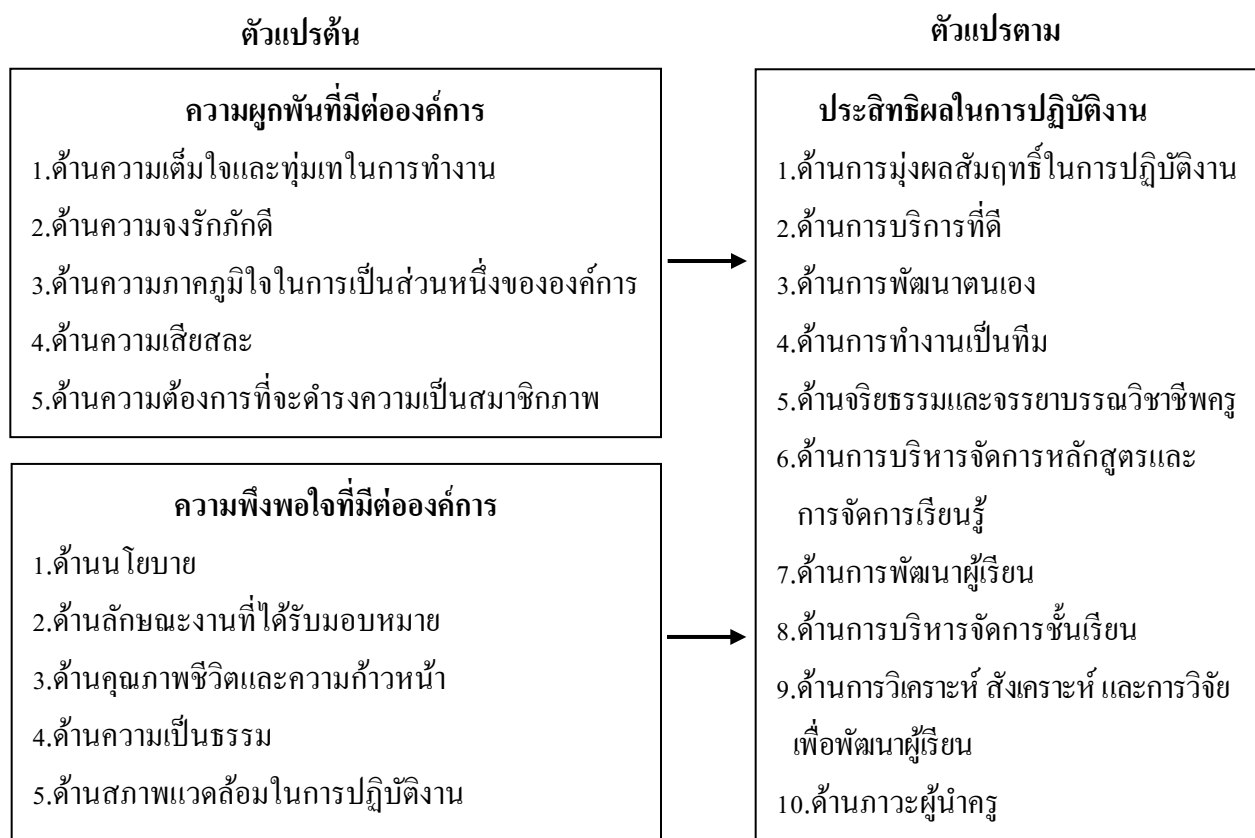 ตัวแปรต้น
ความผูกพันที่มีต่อองค์การ
1.ด้านความเต็มใจและทุ่มเทในการทำงาน
2.ด้านความจงรักภักดี
3.ด้านความภาคภูมิใจในการเป็นส่วนหนึ่งขององค์การ
4.ด้านความเสียสละ
5.ด้านความต้องการที่จะดำรงความเป็นสมาชิกภาพ
ความพึงพอใจที่มีต่อองค์การ
1.ด้านนโยบาย
2.ด้านลักษณะงานที่ได้รับมอบหมาย
3.ด้านคุณภาพชีวิตและความก้าวหน้า
4.ด้านความเป็นธรรม
5.ด้านสภาพแวดล้อมในการปฏิบัติงาน
ตัวแปรตาม
ประสิทธิผลในการปฏิบัติงาน
1.ด้านการมุ่งผลสัมฤทธิ์ในการปฏิบัติงาน
2.ด้านการบริการที่ดี
3.ด้านการพัฒนาตนเอง
4.ด้านการทำงานเป็นทีม
5.ด้านจริยธรรมและจรรยาบรรณวิชาชีพครู
6.ด้านการบริหารจัดการหลักสูตรและ
การจัดการเรียนรู้
7.ด้านการพัฒนาผู้เรียน
8.ด้านการบริหารจัดการชั้นเรียน
9.ด้านการวิเคราะห์ สังเคราะห์ และการวิจัย
เพื่อพัฒนาผู้เรียน
10.ด้านภาวะผู้นำครู